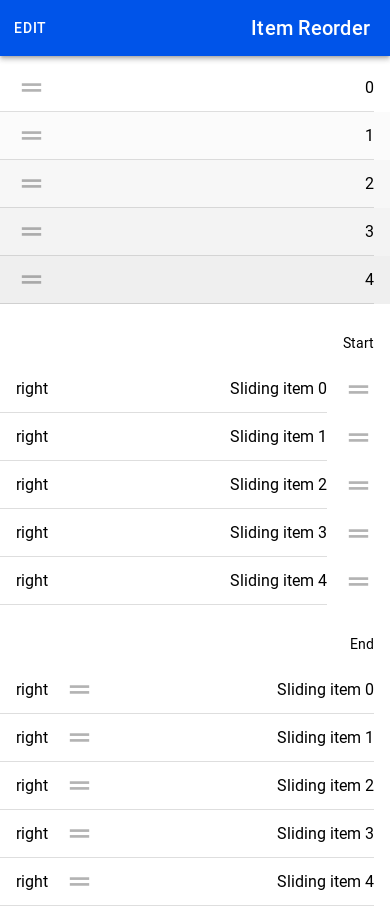 EDIT Item Reorder
0
1
2
3
4
Start
right Sliding item 0
right Sliding item 1
right Sliding item 2
right Sliding item 3
right Sliding item 4
End
right Sliding item 0
right Sliding item 1
right Sliding item 2
right Sliding item 3
right Sliding item 4